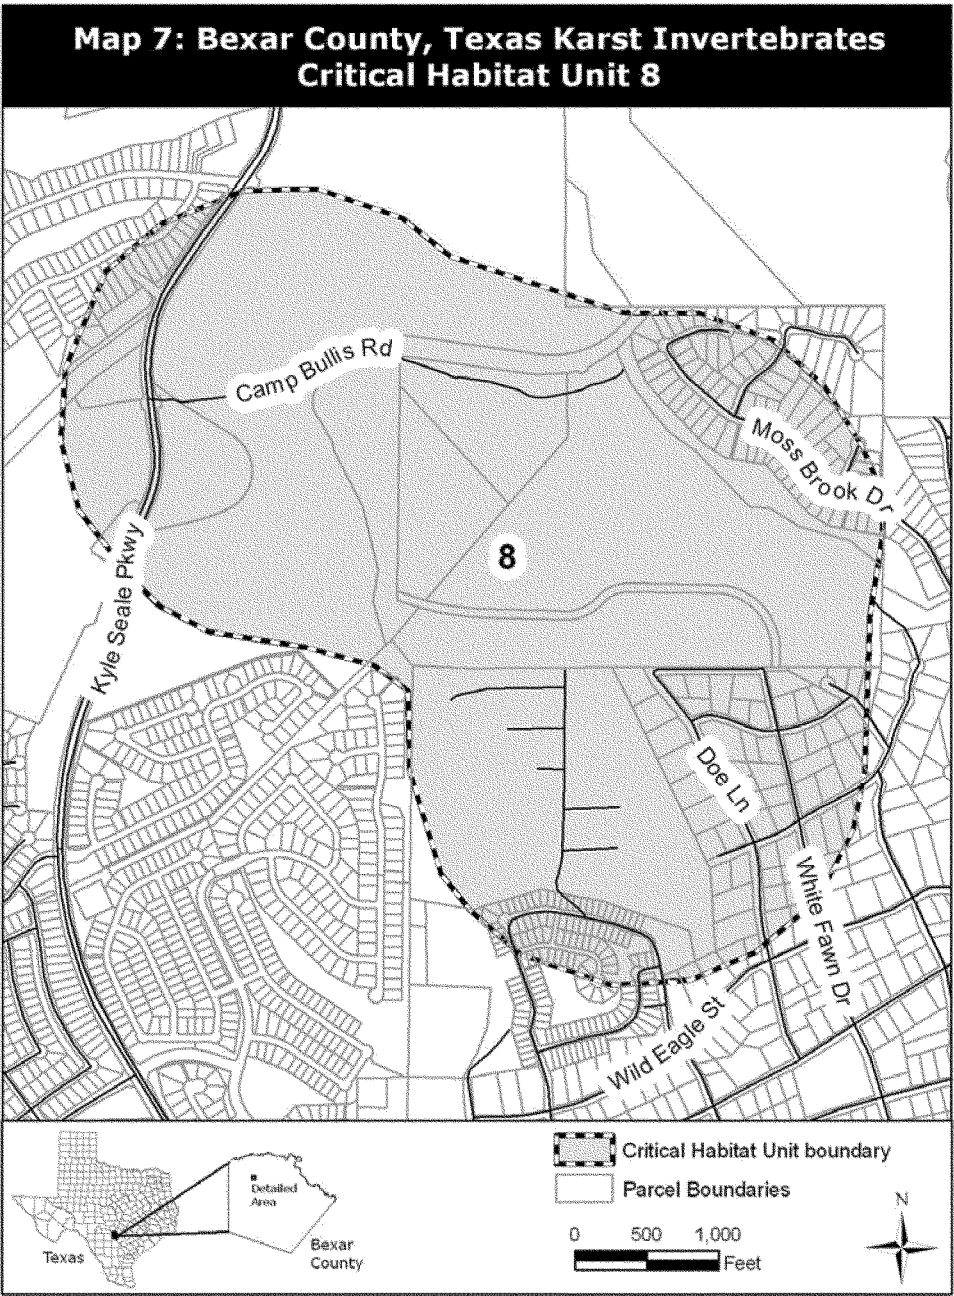 Map 7: Bexar County, Texas Karst Invertebrates
Critical Habitat Unit 8
Camp Bullis Rd
Moss Brook Dr
8
Kyle Seale Pkwy
Doe Ln
White Fawn Dr
Wild Eagle St
Critical Habitat Unit boundary
Parcel Boundaries
Detailed
Area
Texas
Bexar
County
N
0 500 1,000
Feet